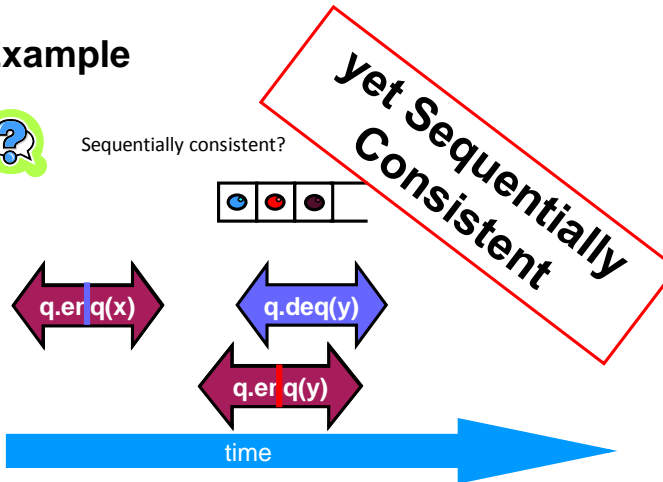 xample
Sequentially consistent?
yet Sequentially
Consistent
q.enq(x)
q.deq(y)
q.enq(y)
time